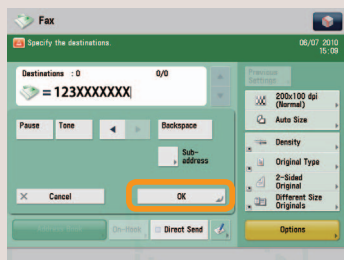 Fax
Specify the destinations.
06/07 2010
15:09
Destinations : 0
0/0
= 123XXXXXXX
Previous
Settings
200x100 dpi
(Normal)
Auto Size
Pause
Tone
Backspace
Sub-
address
Density
Original Type
2-Sided
Original
Different Size
Originals
× Cancel
OK
On-Hook
Direct Send
Options